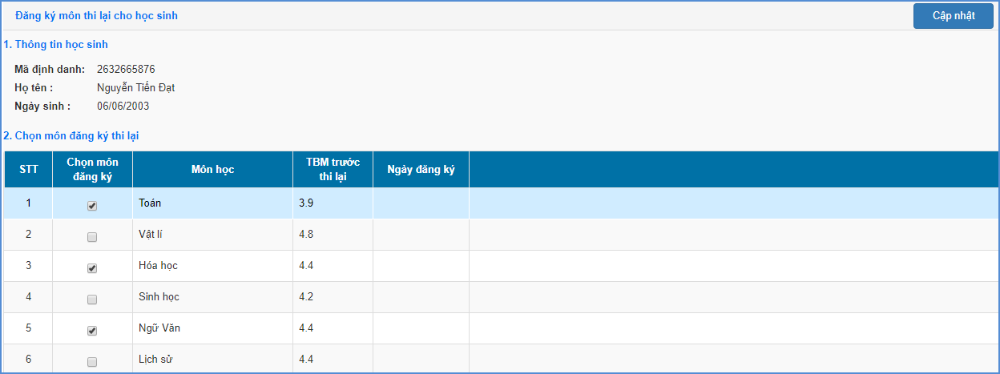 Đăng ký môn thi lại cho học sinh
Cập nhật
1. Thông tin học sinh
Mã định danh: 2632665876
Họ tên : Nguyễn Tiến Đạt
Ngày sinh : 06/06/2003
2. Chọn môn đăng ký thi lại
STT Chọn môn đăng ký Môn học TBM trước thi lại Ngày đăng ký
1 Toán 3.9
2 Vật lí 4.8
3 Hóa học 4.4
4 Sinh học 4.2
5 Ngữ Văn 4.4
6 Lịch sử 4.4